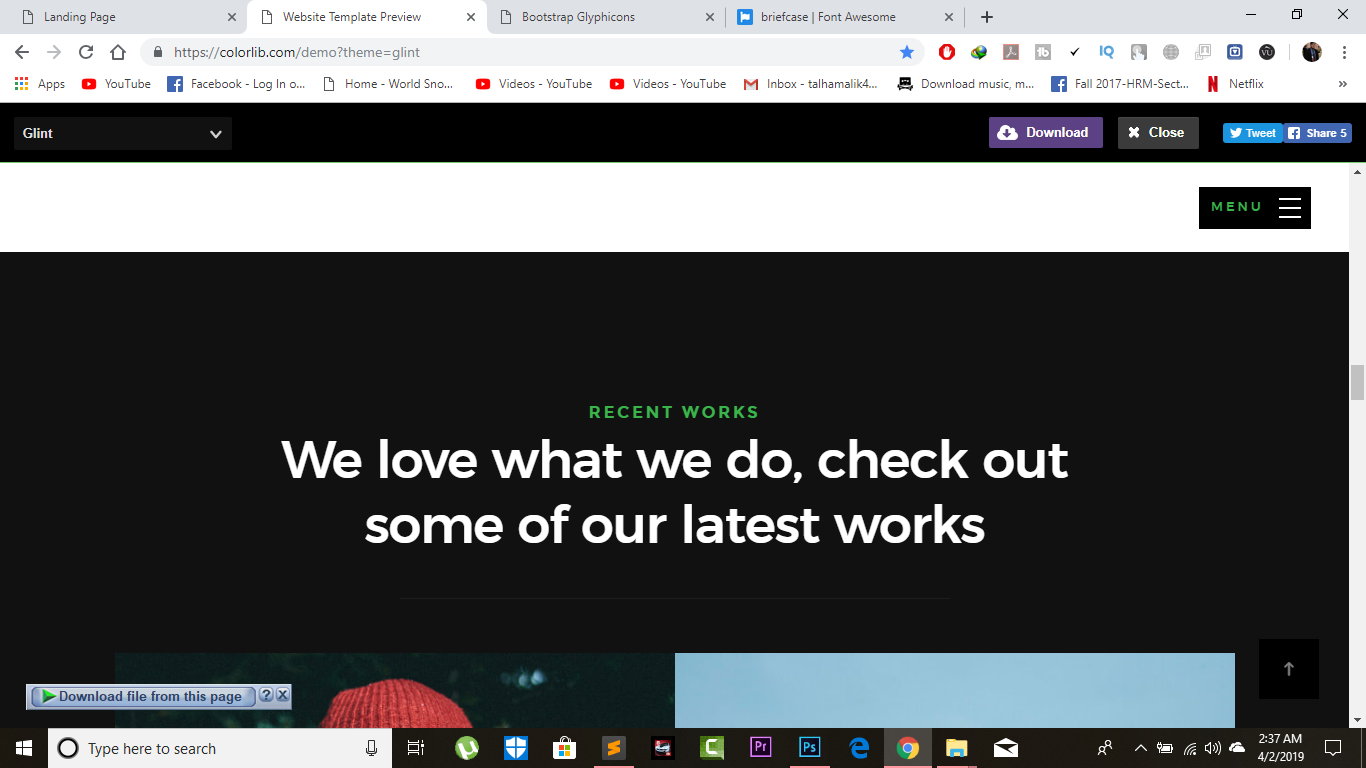 Landing Page
Website Template Preview
Bootstrap Glyphicons
briefcase | Font Awesome
https://colorlib.com/demo?theme=glint
Apps
YouTube
Facebook - Log In o...
Home - World Sno...
Videos - YouTube
Videos - YouTube
Inbox - talhamalik4...
Download music, m...
Fall 2017-HRM-Sect...
Netflix
»
Glint
Download
Close
Tweet
Share 5
MENU
RECENT WORKS
We love what we do, check out
some of our latest works
Download file from this page
?
Type here to search
Pr
Ps
2:37 AM
4/2/2019